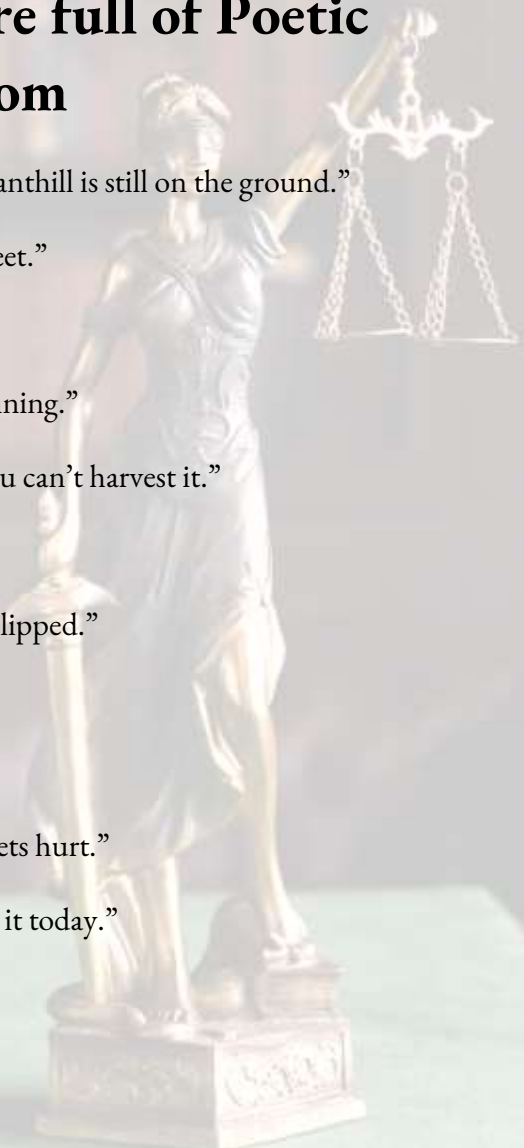 re full of Poetic
om
anthill is still on the ground.”
eet.”
ning.”
u can’t harvest it.”
lipped.”
ets hurt.”
it today.”